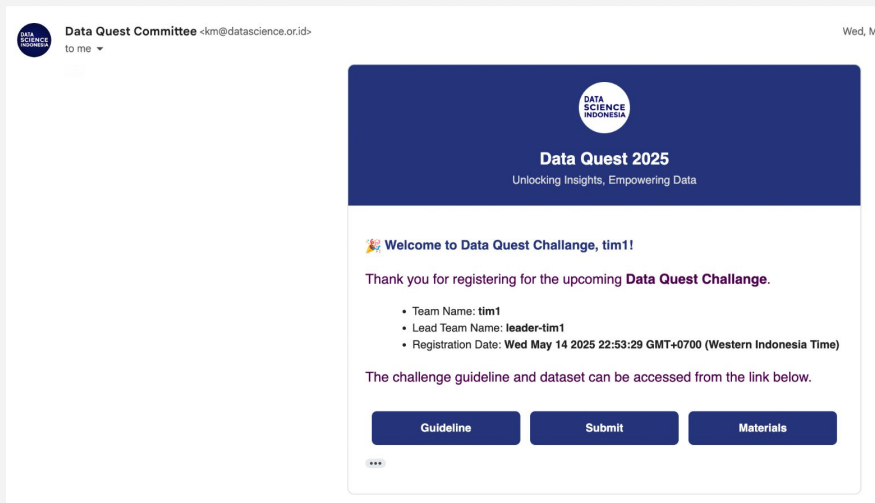 DATA
SCIENCE
INDONESIA
Data Quest Committee <km@datascience.or.id>
Wed, M
to me
DATA
SCIENCE
INDONESIA
Data Quest 2025
Unlocking Insights, Empowering Data
🎉 Welcome to Data Quest Challange, tim1!
Thank you for registering for the upcoming Data Quest Challange.
• Team Name: tim1
• Lead Team Name: leader-tim1
• Registration Date: Wed May 14 2025 22:53:29 GMT+0700 (Western Indonesia Time)
The challenge guideline and dataset can be accessed from the link below.
Guideline
Submit
Materials